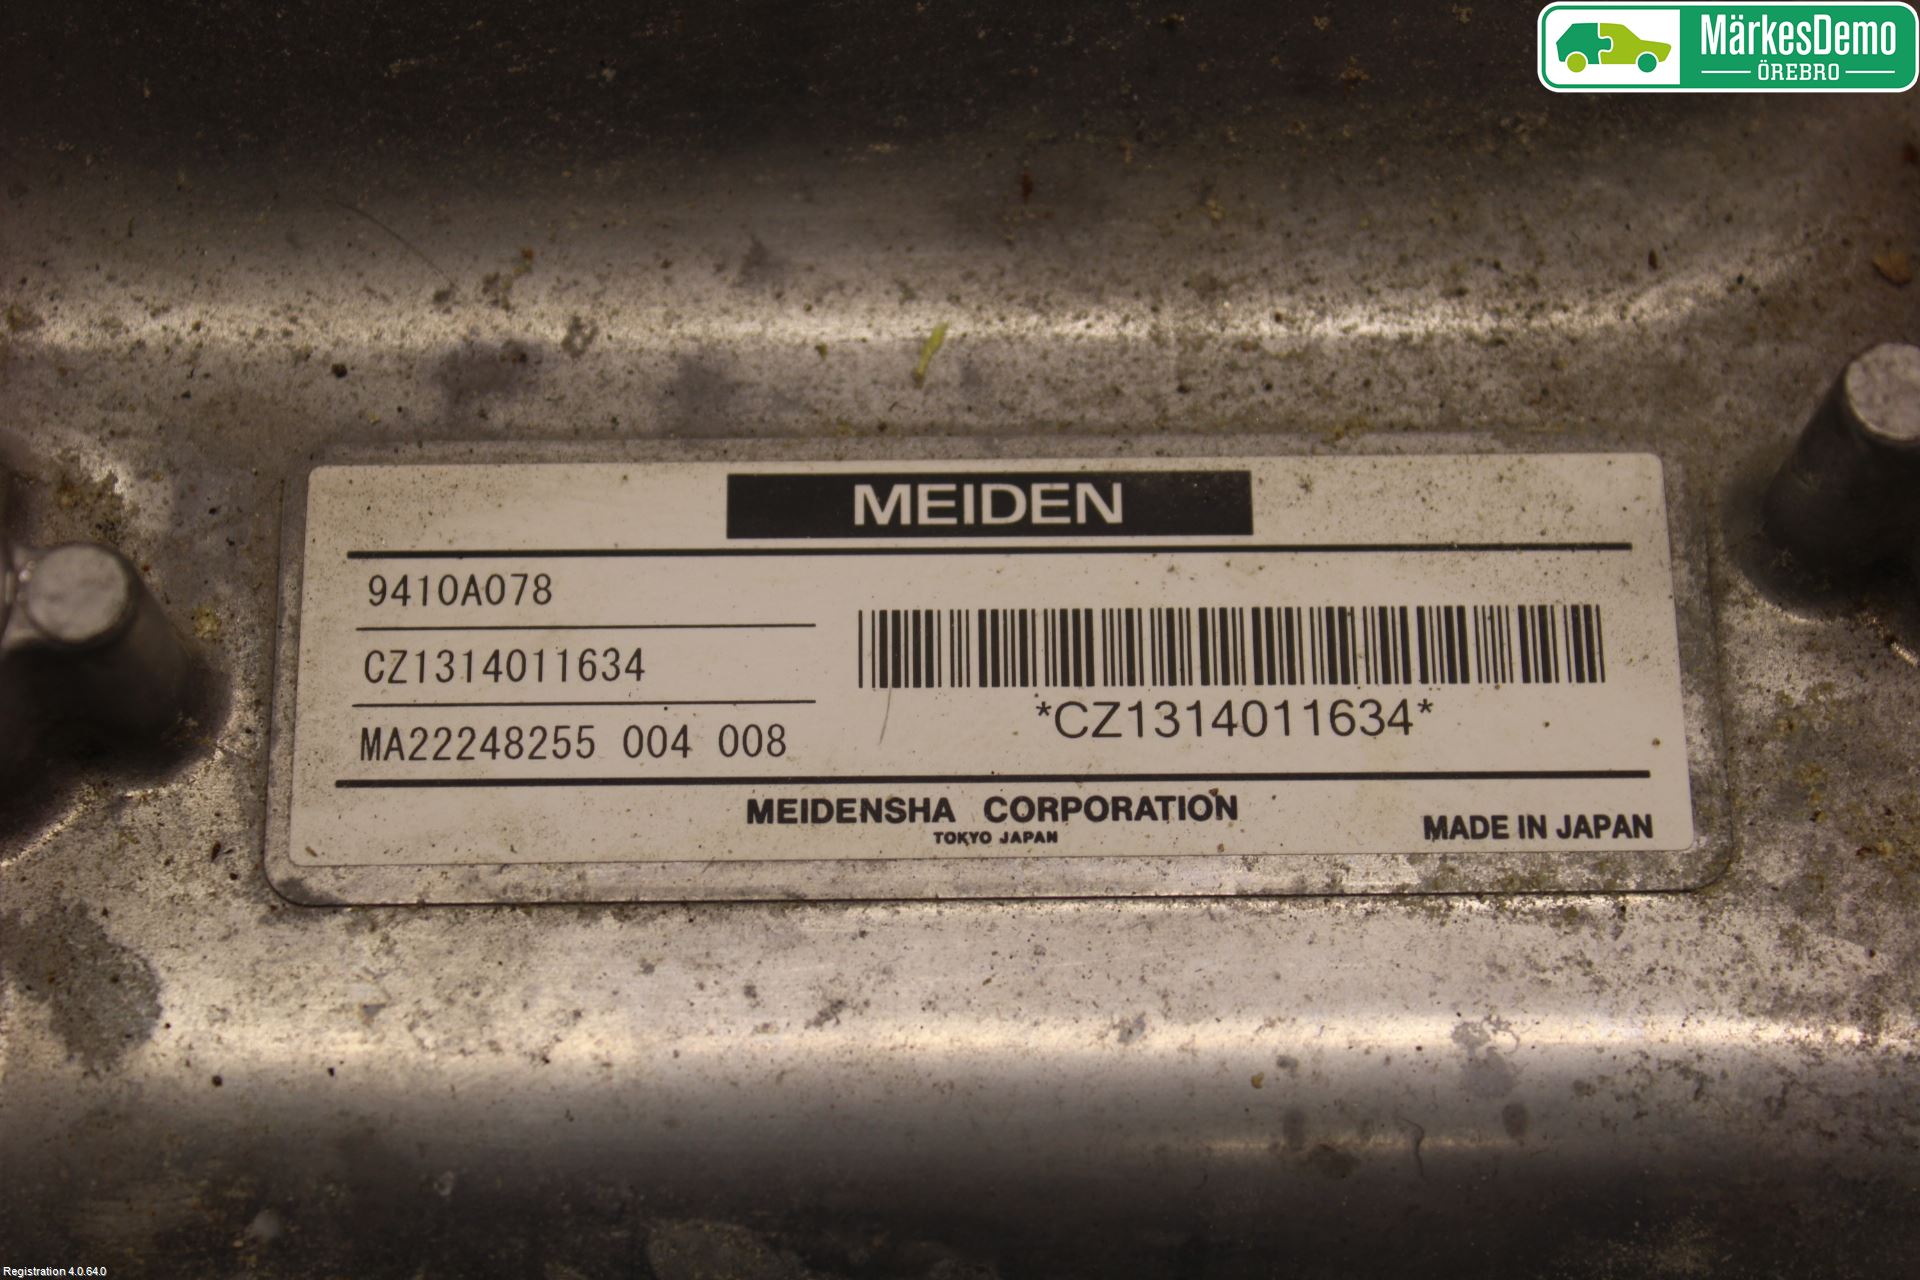 MärkesDemo
ÖREBRO
MEIDEN
9410A078
CZ1314011634
MA22248255 004 008
*CZ1314011634*
MEIDENSHA CORPORATION
TOKYO JAPAN
MADE IN JAPAN
Registration 4.0.64.0